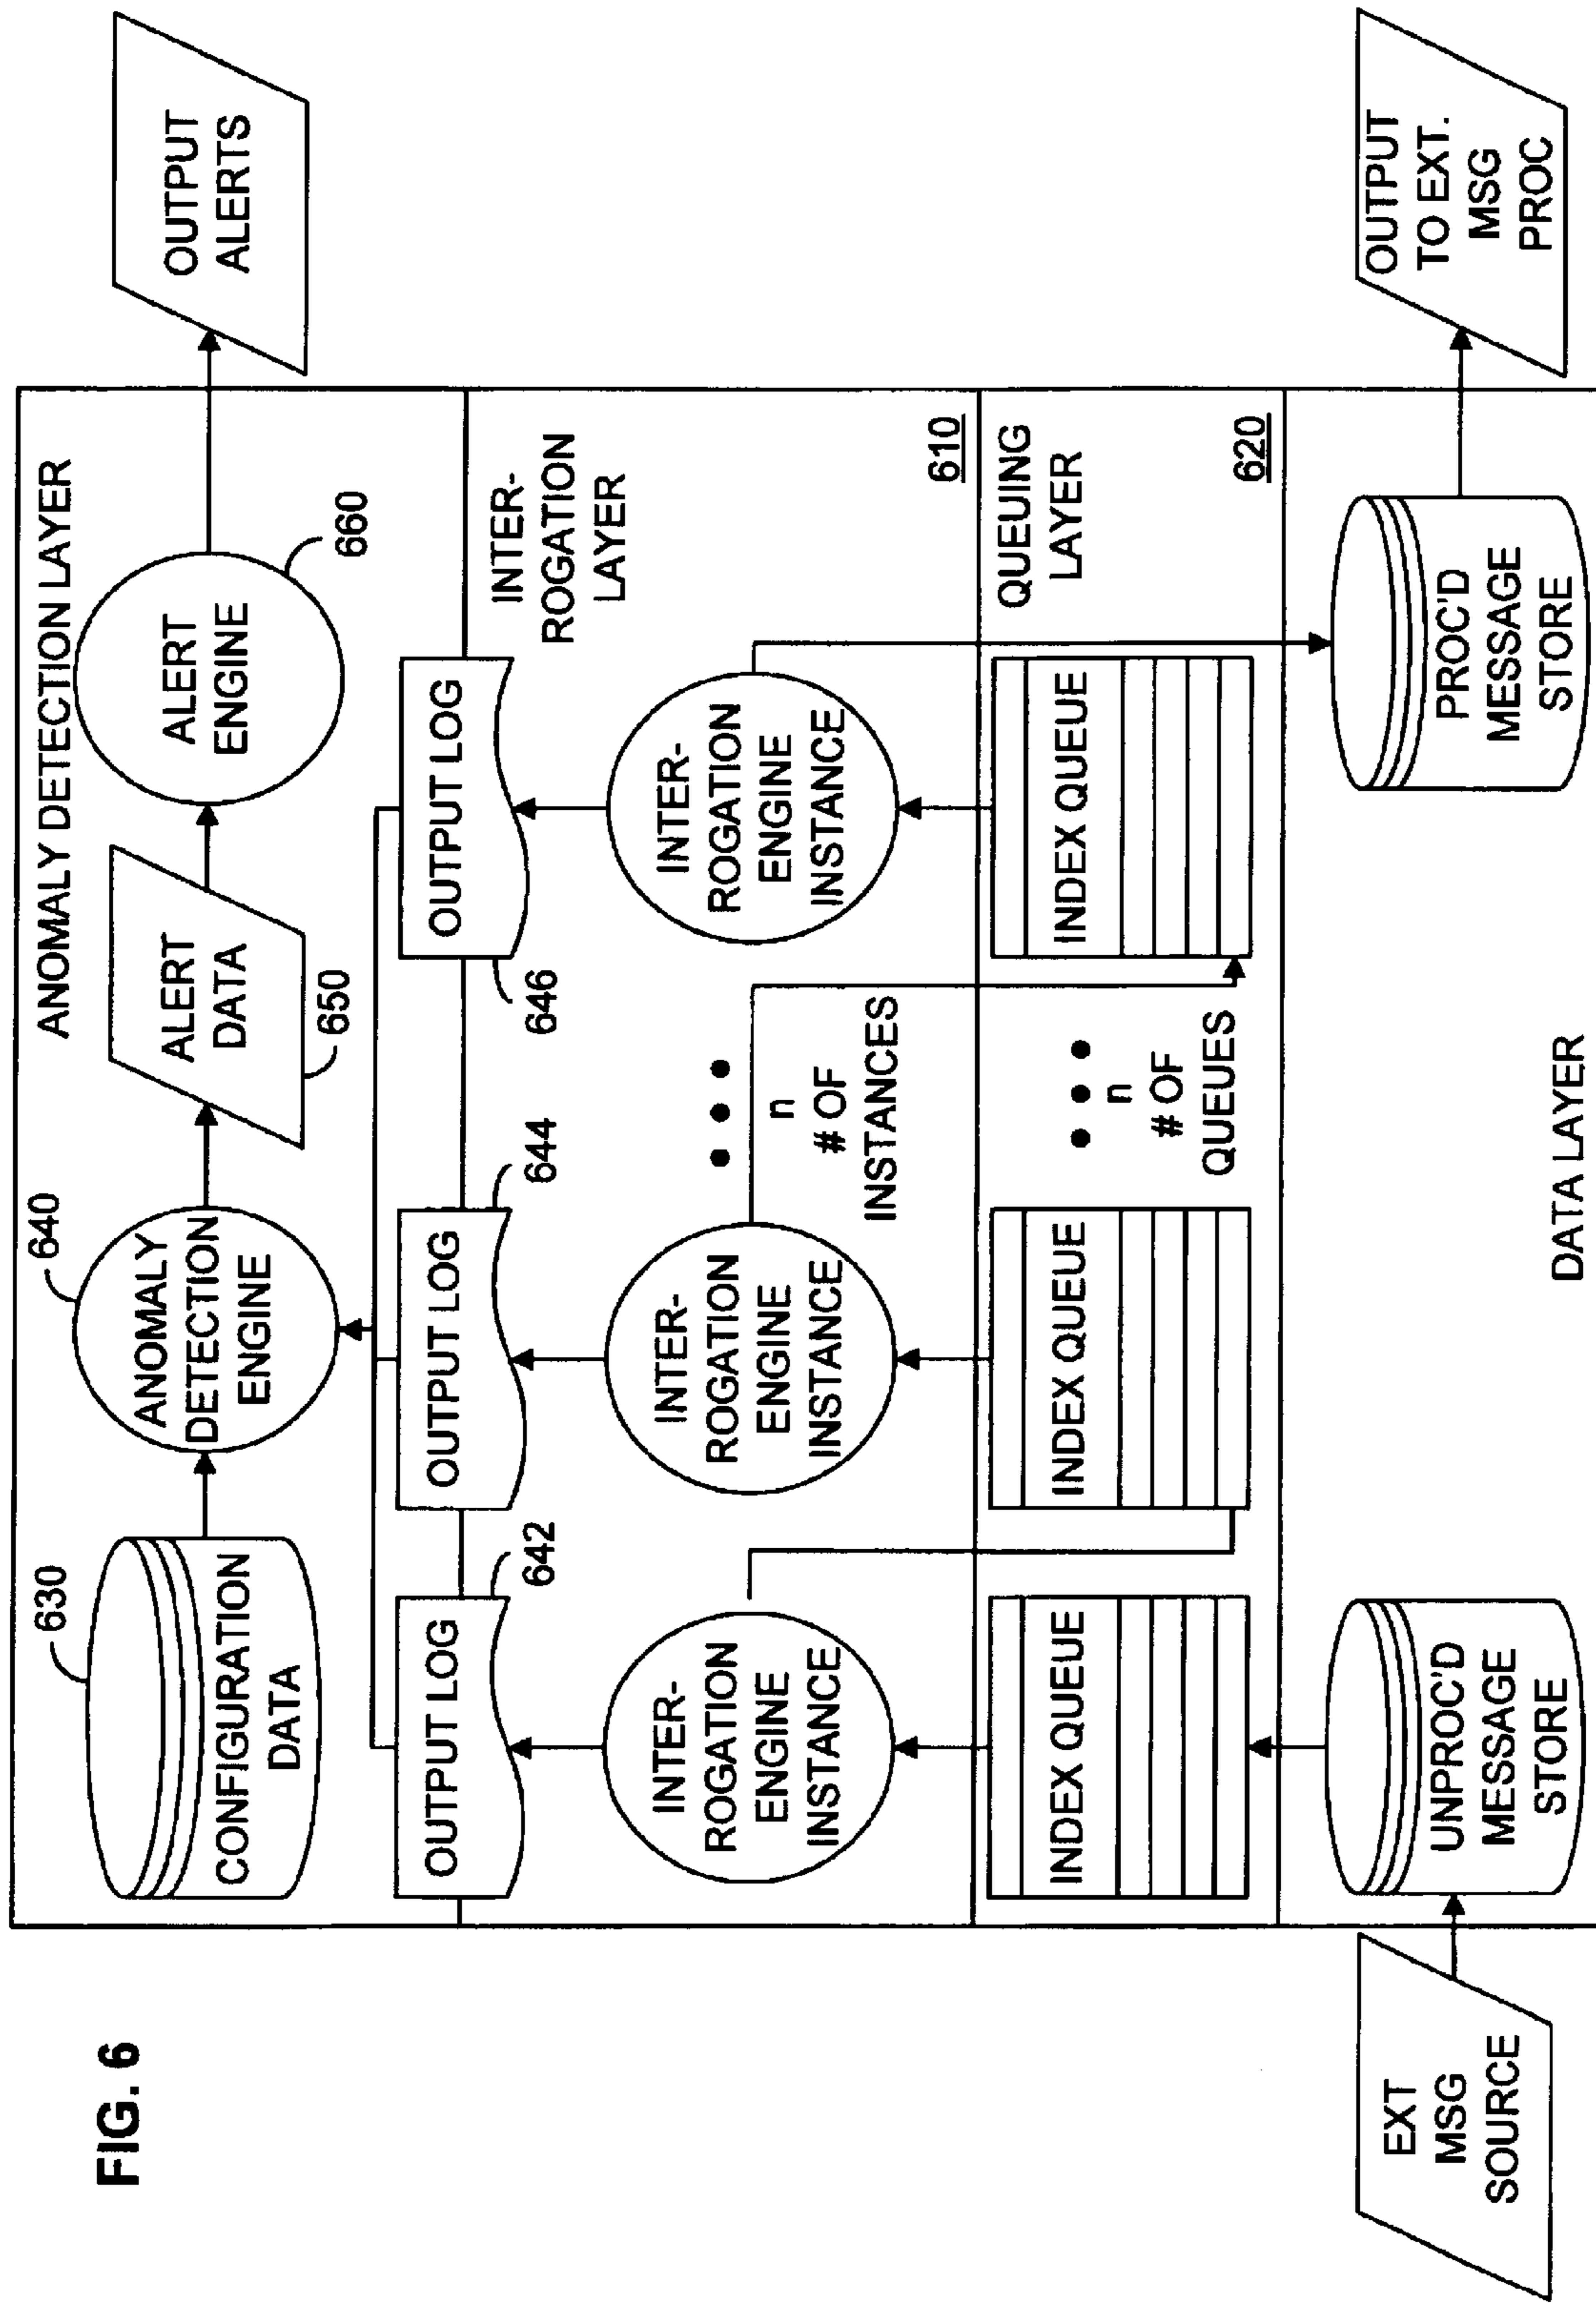 FIG. 6
ANOMALY DETECTION LAYER
630
CONFIGURATION
DATA
640
ANOMALY
DETECTION
ENGINE
ALERT
DATA
650
ALERT
ENGINE
660
OUTPUT
ALERTS
OUTPUT LOG
642
OUTPUT LOG
644
OUTPUT LOG
646
INTER-
ROGATION
LAYER
INTER-
ROGATION
ENGINE
INSTANCE
INTER-
ROGATION
ENGINE
INSTANCE
n
# OF
INSTANCES
INTER-
ROGATION
ENGINE
INSTANCE
610
QUEUING
LAYER
INDEX QUEUE
INDEX QUEUE
n
# OF
QUEUES
INDEX QUEUE
620
EXT
MSG
SOURCE
UNPROC'D
MESSAGE
STORE
DATA LAYER
PROC'D
MESSAGE
STORE
OUTPUT
TO EXT.
MSG
PROC